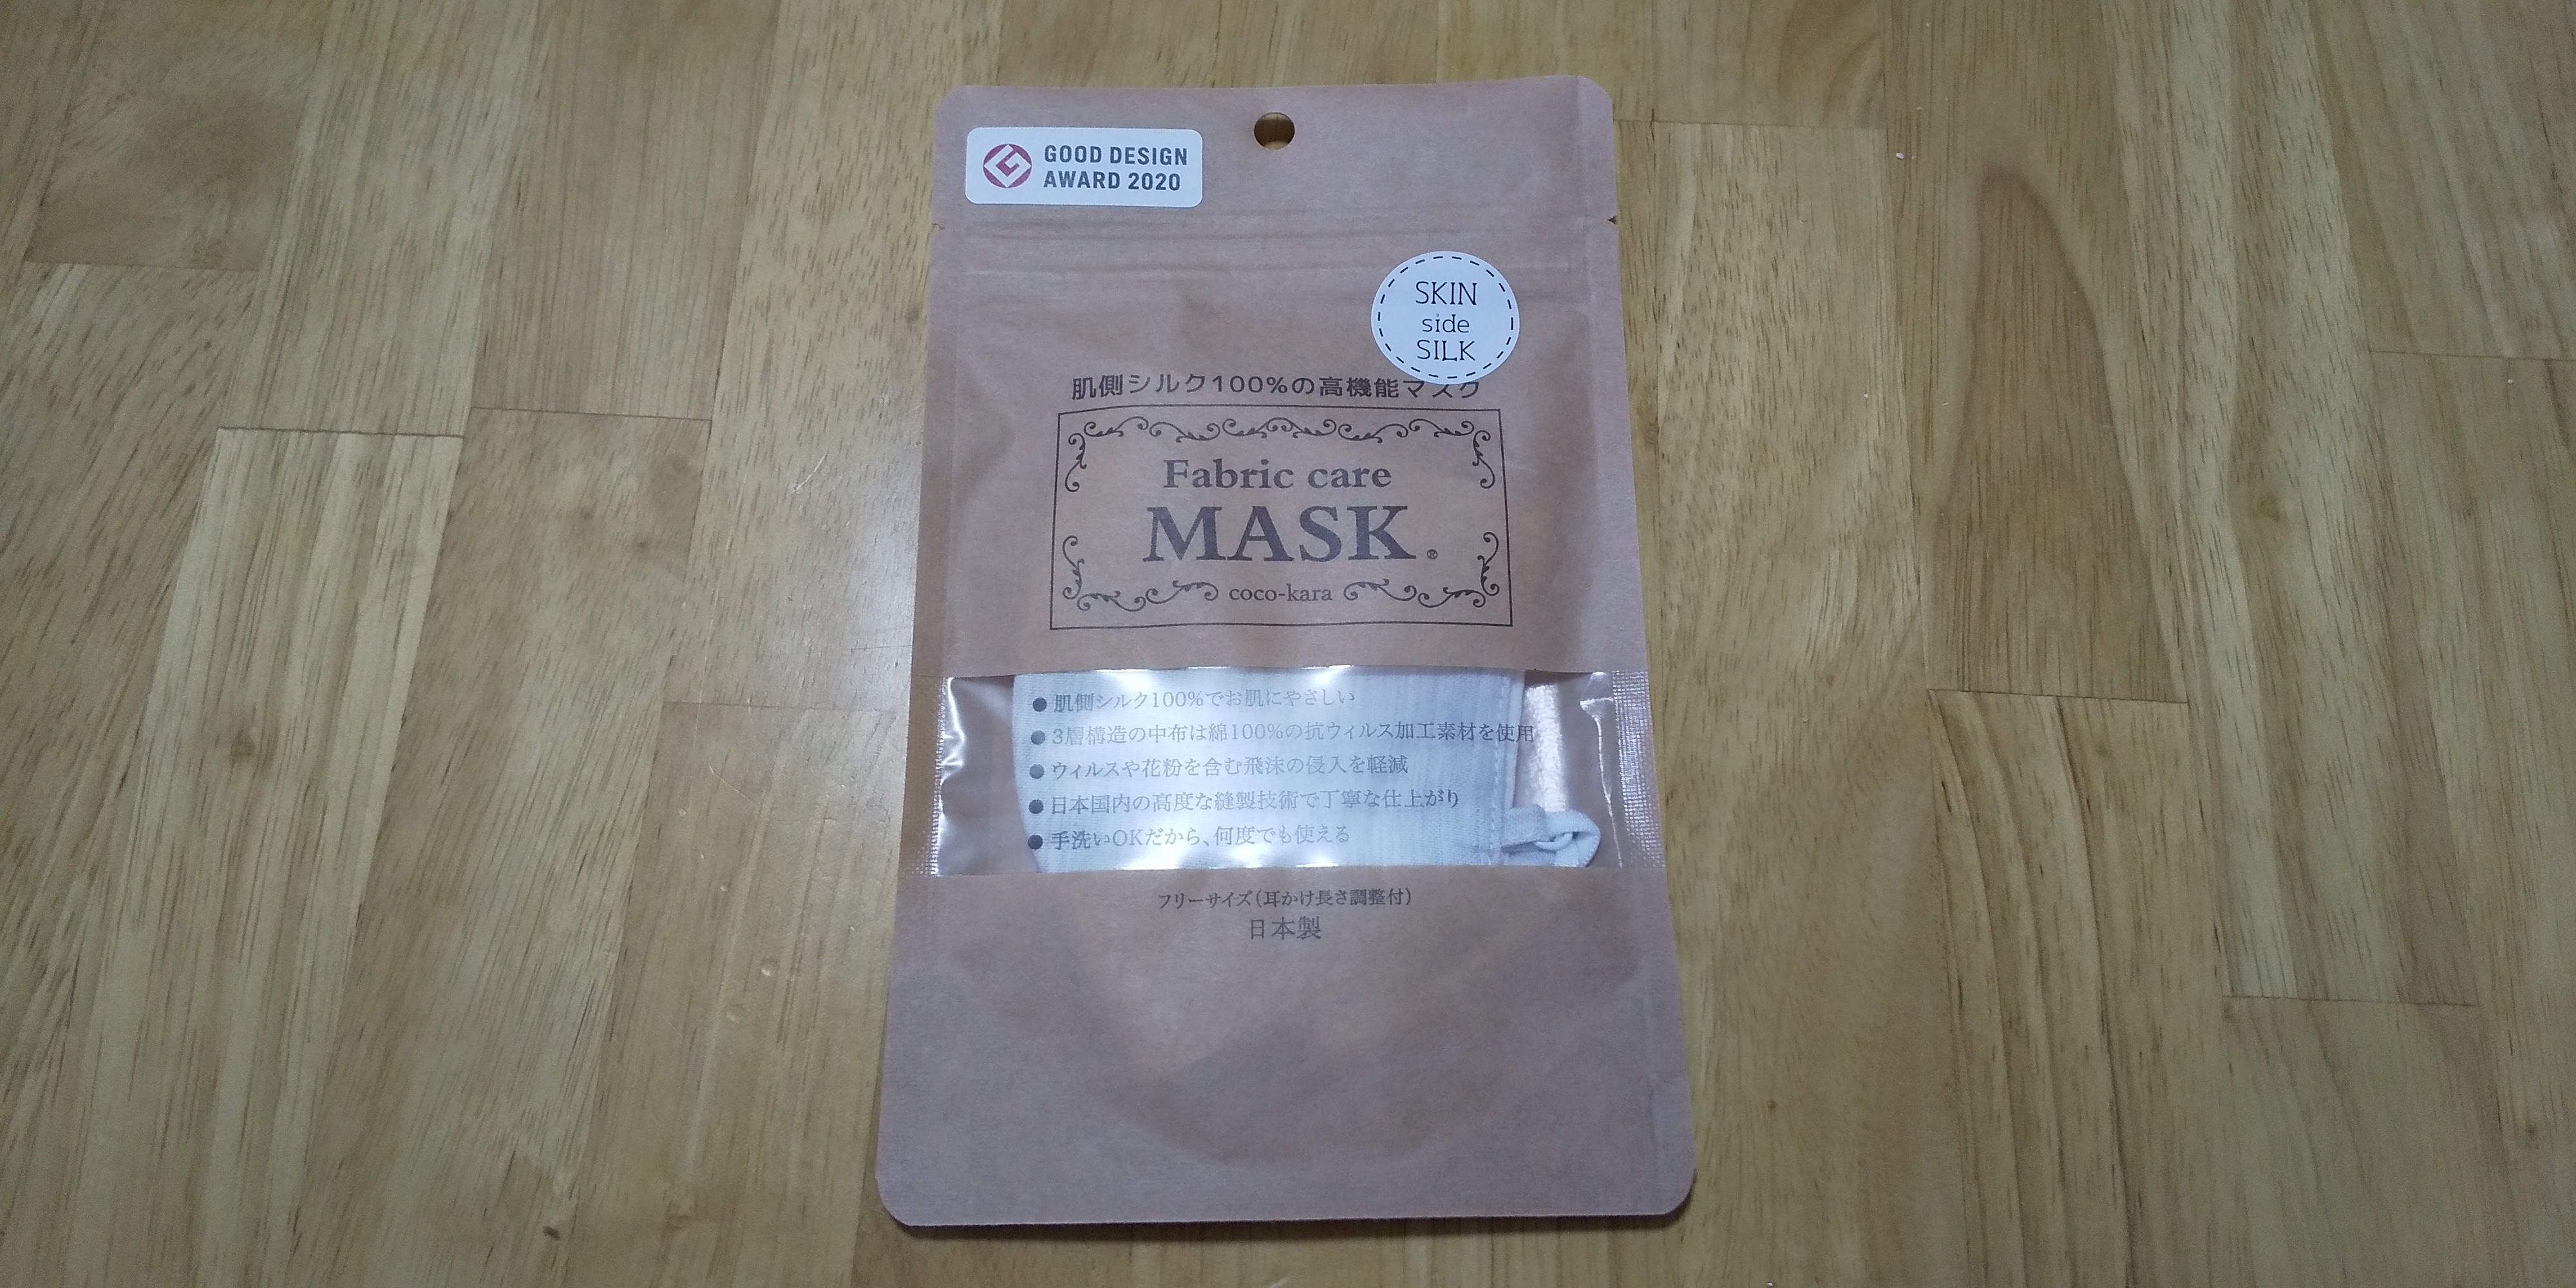 GOOD DESIGN
AWARD 2020
SKIN
side
SILK
肌側シルク100%の高機能マスク
Fabric care
MASK®
coco-kara
●肌側シルク100%でお肌にやさしい
●3層構造の中布は綿100%の抗ウィルス加工素材を使用
●ウィルスや花粉を含む飛沫の侵入を軽減
●日本国内の高度な縫製技術で丁寧な仕上がり
●手洗いOKだから、何度でも使える
フリーサイズ(耳かけ長さ調整付)
日本製